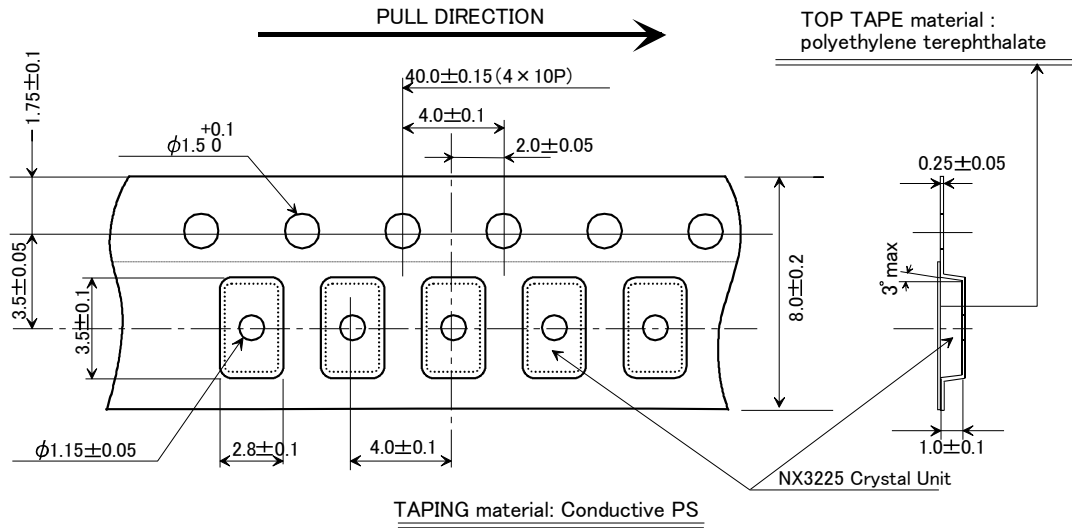 PULL DIRECTION
TOP TAPE material :
polyethylene terephthalate
1.75±0.1
40.0±0.15(4×10P)
4.0±0.1
+0.1
φ1.5 0
2.0±0.05
0.25±0.05
3.5±0.05
3.5±0.1
8.0±0.2
3°max
φ1.15±0.05
2.8±0.1
4.0±0.1
1.0±0.1
NX3225 Crystal Unit
TAPING material: Conductive PS